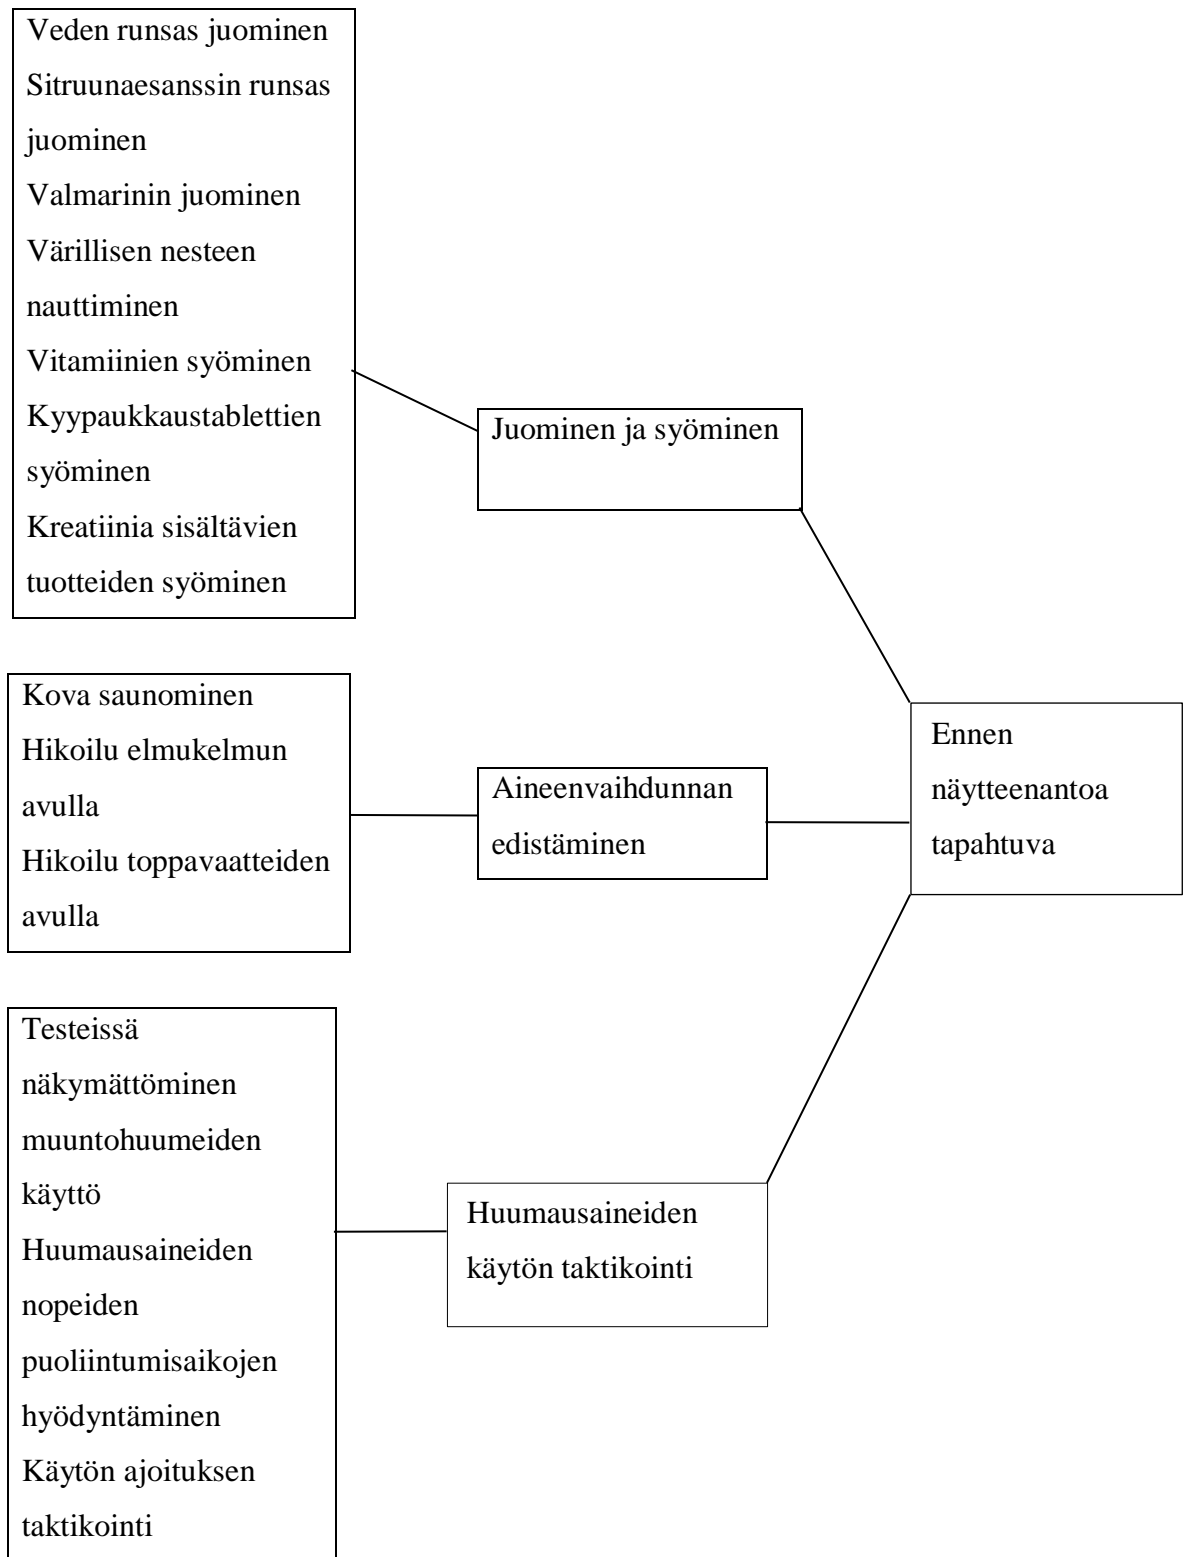 Veden runsas juominen
Sitruunaesanssin runsas
juominen
Valmarinin juominen
Värillisen nesteen
nauttiminen
Vitamiinien syöminen
Kyypaukkaustablettien
syöminen
Kreatiinia sisältävien
tuotteiden syöminen
Juominen ja syöminen
Kova saunominen
Hikoilu elmukelmun
avulla
Hikoilu toppavaatteiden
avulla
Aineenvaihdunnan
edistäminen
Testeissä
näkymättöminen
muuntohuumeiden
käyttö
Huumausaineiden
nopeiden
puoliintumisaikojen
hyödyntäminen
Käytön ajoituksen
taktikointi
Huumausaineiden
käytön taktikointi
Ennen
näytteenantoa
tapahtuva